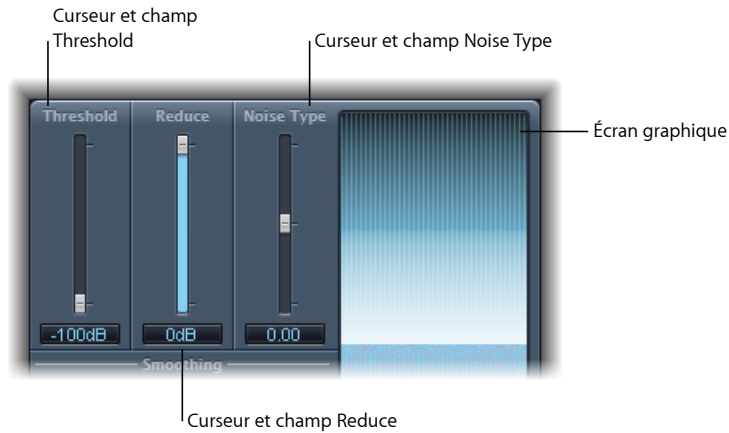 Curseur et champ
Threshold
Curseur et champ Noise Type
Threshold
Reduce
Noise Type
Écran graphique
-100dB
0dB
0.00
Smoothing
Curseur et champ Reduce